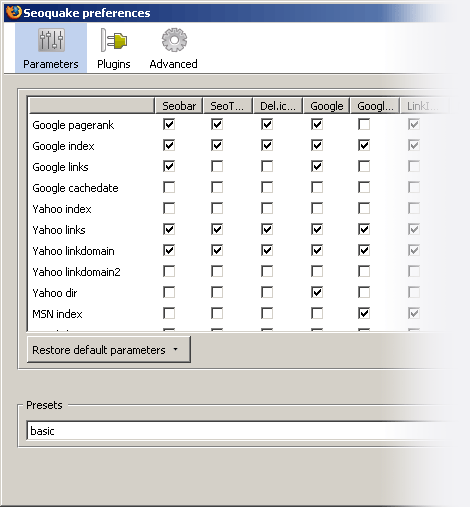 Seoquake preferences
Parameters Plugins Advanced
Seobar SeoT... Del.ic... Google Googl... LinkI...
Google pagerank
Google index
Google links
Google cachedate
Yahoo index
Yahoo links
Yahoo linkdomain
Yahoo linkdomain2
Yahoo dir
MSN index
Restore default parameters
Presets
basic